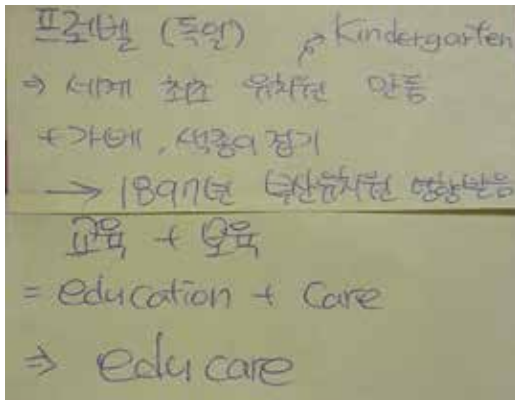 프뢰벨 (독일) ↗ Kindergarten
⇒ 세계 최초 유치원 만듦
+ 가베, 색종이 접기
→ 1897년 부산유치원 영향받음
교육 + 보육
= education + Care
⇒ educare